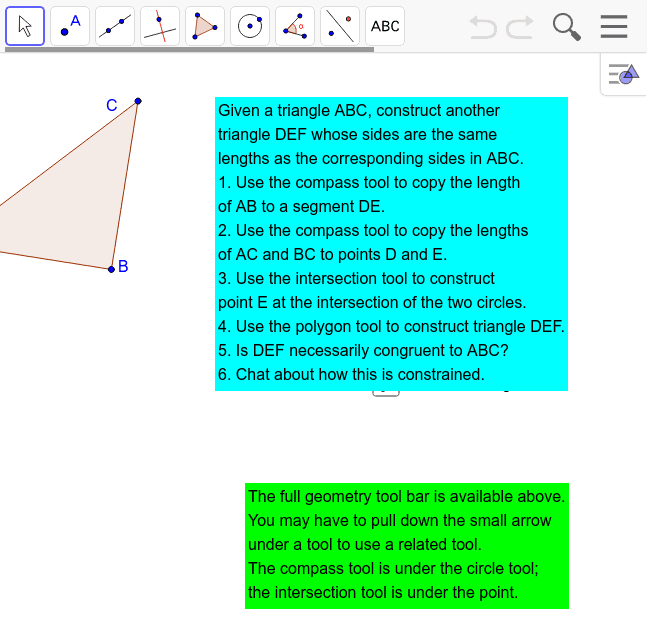 A
ABC
C
B
Given a triangle ABC, construct another
triangle DEF whose sides are the same
lengths as the corresponding sides in ABC.
1. Use the compass tool to copy the length
of AB to a segment DE.
2. Use the compass tool to copy the lengths
of AC and BC to points D and E.
3. Use the intersection tool to construct
point E at the intersection of the two circles.
4. Use the polygon tool to construct triangle DEF.
5. Is DEF necessarily congruent to ABC?
6. Chat about how this is constrained.
The full geometry tool bar is available above.
You may have to pull down the small arrow
under a tool to use a related tool.
The compass tool is under the circle tool;
the intersection tool is under the point.